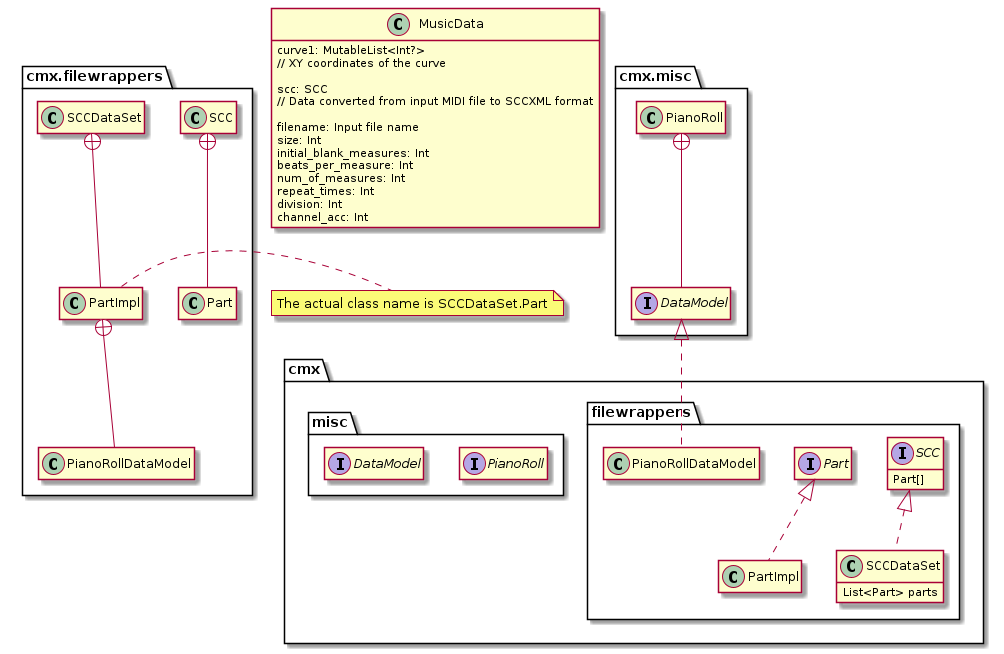 C MusicData
curve1: MutableList<Int?>
// XY coordinates of the curve
scc: SCC
// Data converted from input MIDI file to SCCXML format
filename: Input file name
size: Int
initial_blank_measures: Int
beats_per_measure: Int
num_of_measures: Int
repeat_times: Int
division: Int
channel_acc: Int
cmx.filewrappers
C SCCDataSet
C SCC
C PartImpl
C Part
C PianoRollDataModel
The actual class name is SCCDataSet.Part
cmx.misc
C PianoRoll
I DataModel
cmx
misc
I DataModel
I PianoRoll
filewrappers
C PianoRollDataModel
I Part
I SCC
Part[]
C PartImpl
C SCCDataSet
List<Part> parts